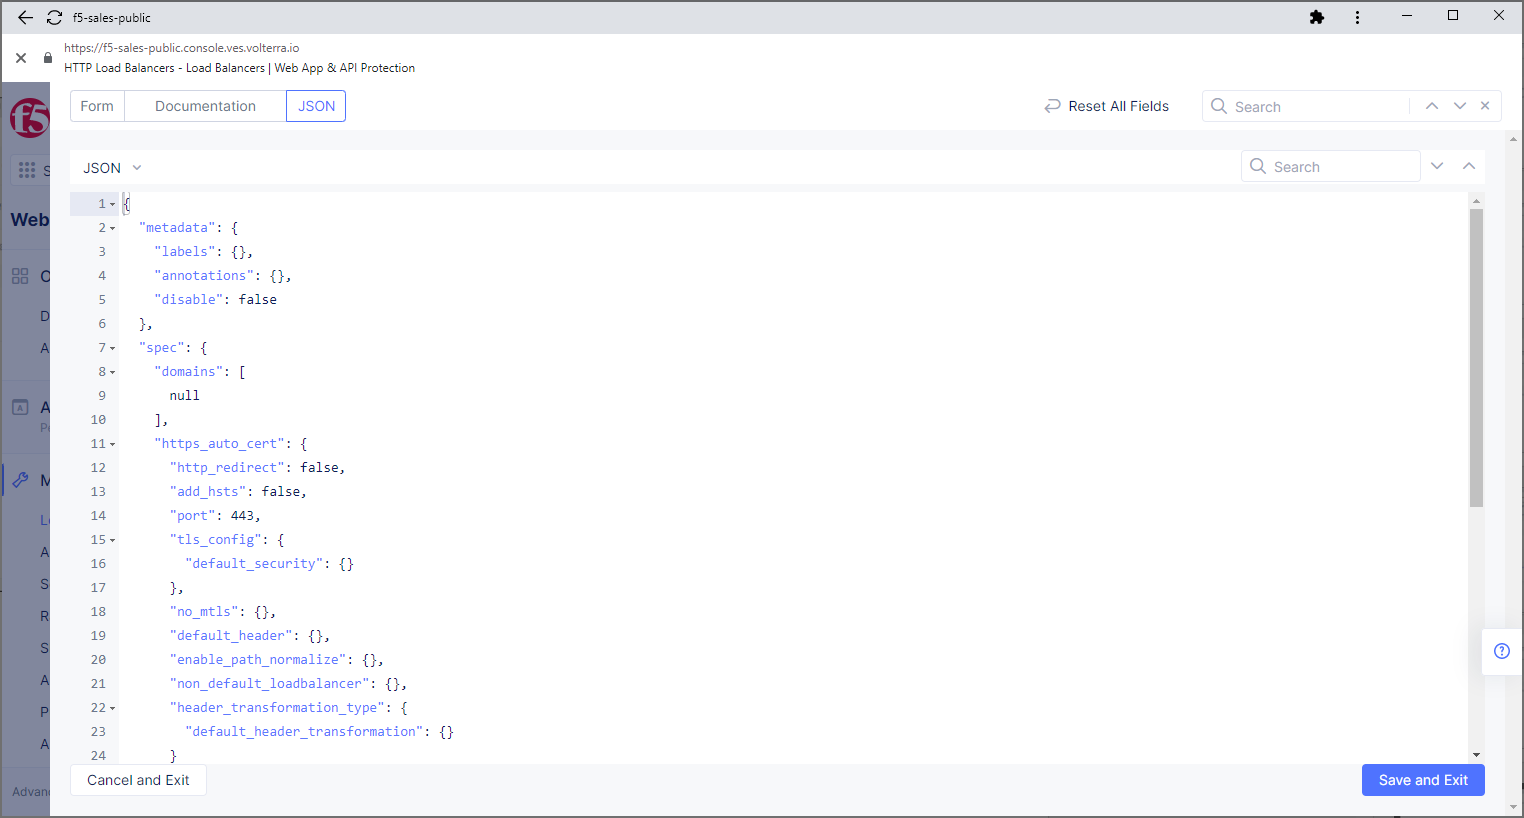 f5-sales-public
https://f5-sales-public.console.ves.volterra.io
HTTP Load Balancers - Load Balancers | Web App & API Protection
f5
Form Documentation JSON
Reset All Fields
Search
JSON
Search
1 {
2 "metadata": {
3 "labels": {},
4 "annotations": {},
5 "disable": false
6 },
7 "spec": {
8 "domains": [
9 null
10 ],
11 "https_auto_cert": {
12 "http_redirect": false,
13 "add_hsts": false,
14 "port": 443,
15 "tls_config": {
16 "default_security": {}
17 },
18 "no_mtls": {},
19 "default_header": {},
20 "enable_path_normalize": {},
21 "non_default_loadbalancer": {},
22 "header_transformation_type": {
23 "default_header_transformation": {}
24 }
Web
Advanc
Cancel and Exit
Save and Exit